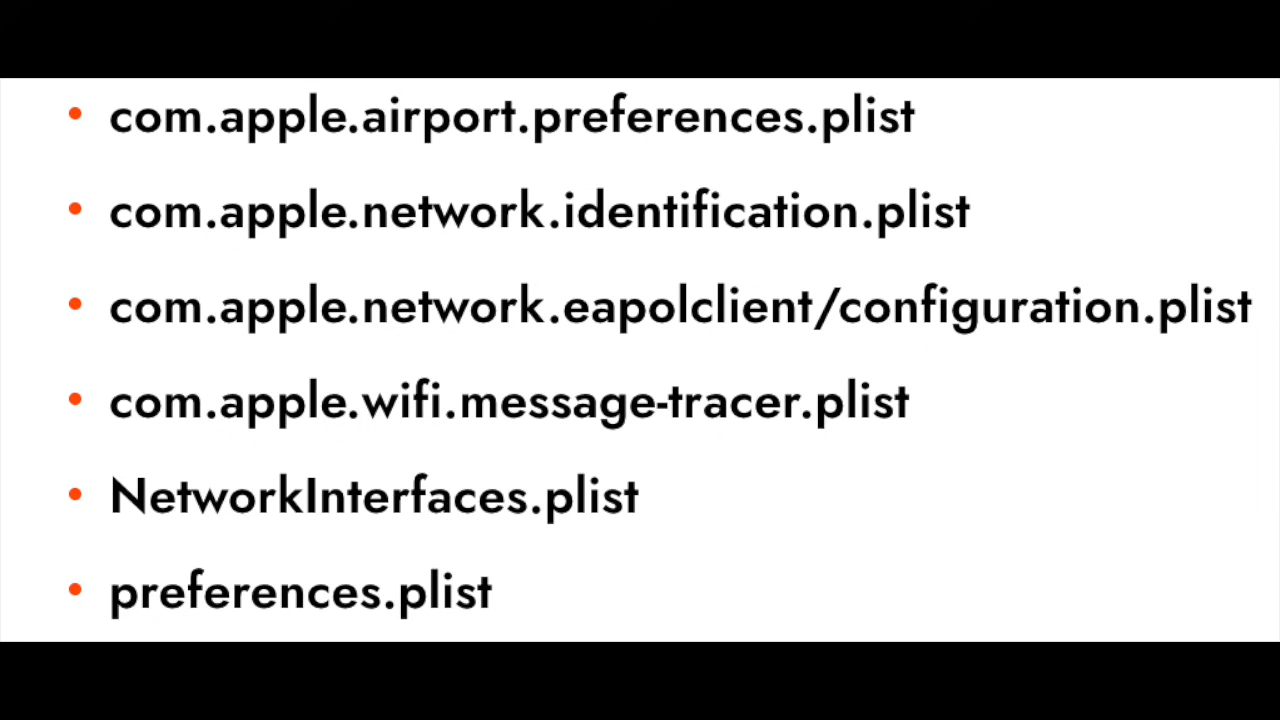 • com.apple.airport.preferences.plist
• com.apple.network.identification.plist
• com.apple.network.eapolclient/configuration.plist
• com.apple.wifi.message-tracer.plist
• NetworkInterfaces.plist
• preferences.plist